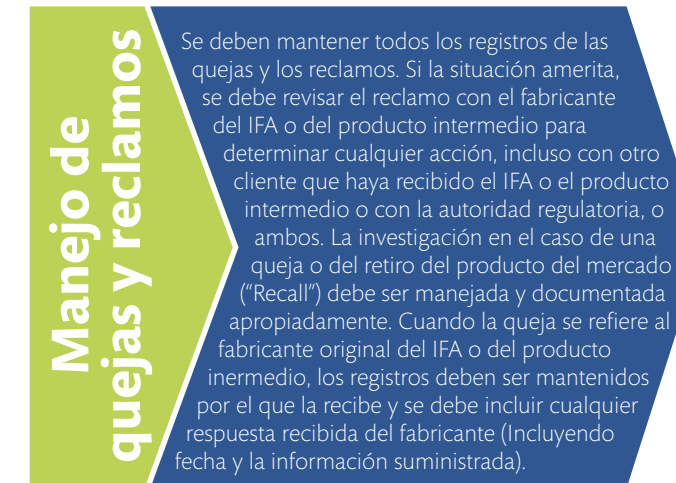 Manejo de
quejas y reclamos
Se deben mantener todos los registros de las
quejas y los reclamos. Si la situación amerita,
se debe revisar el reclamo con el fabricante
del IFA o del producto intermedio para
determinar cualquier acción, incluso con otro
cliente que haya recibido el IFA o el producto
intermedio o con la autoridad regulatoria, o
ambos. La investigación en el caso de una
queja o del retiro del producto del mercado
(“Recall”) debe ser manejada y documentada
apropiadamente. Cuando la queja se refiere al
fabricante original del IFA o del producto
inermedio, los registros deben ser mantenidos
por el que la recibe y se debe incluir cualquier
respuesta recibida del fabricante (Incluyendo
fecha y la información suministrada).